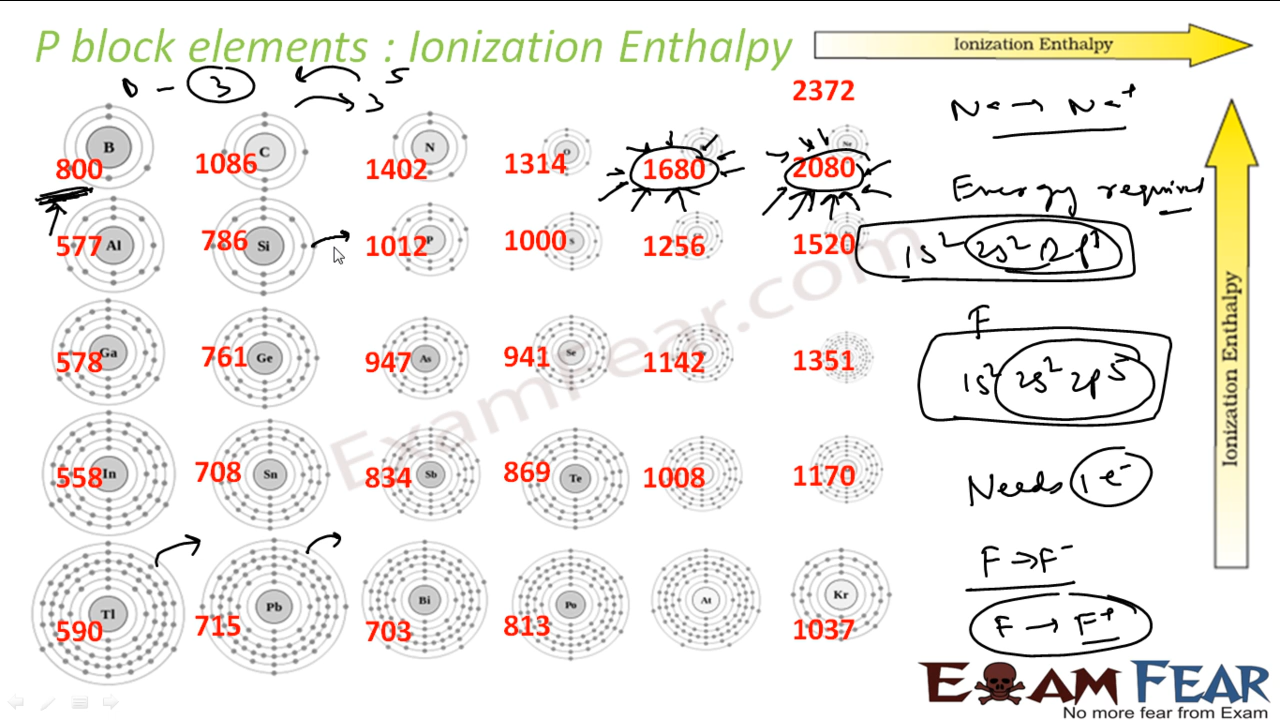 P block elements : Ionization Enthalpy
Ionization Enthalpy
3
5
3
2372
Na → Na+
B
C
N
O
Ne
800
1086
1402
1314
1680
2080
Energy required
Al
Si
P
S
577
786
1012
1000
1256
1520
1s² 2s² 2p¹
F
1s² 2s² 2p⁵
Ga
Ge
As
Se
578
761
947
941
1142
1351
In
Sn
Sb
Te
558
708
834
869
1008
1170
Needs 1e⁻
F → F⁻
F → F+
Tl
Pb
Bi
Po
At
Kr
590
715
703
813
1037
Ionization Enthalpy
ExamFear.com
EXAM FEAR
No more fear from Exam